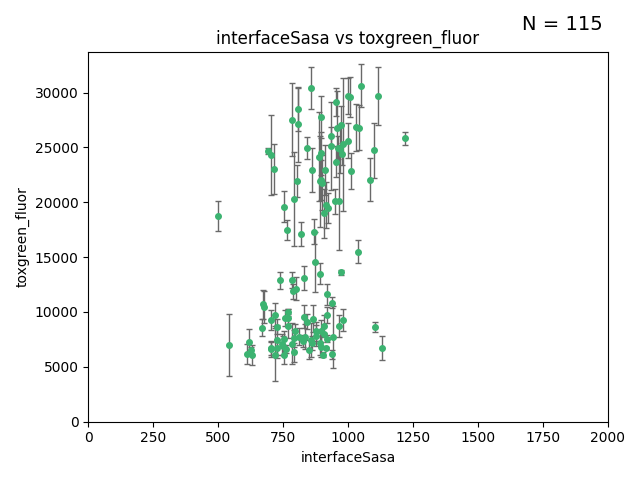 N = 115
interfaceSasa vs toxgreen_fluor
30000
25000
20000
15000
10000
5000
0
toxgreen_fluor
0 250 500 750 1000 1250 1500 1750 2000
interfaceSasa